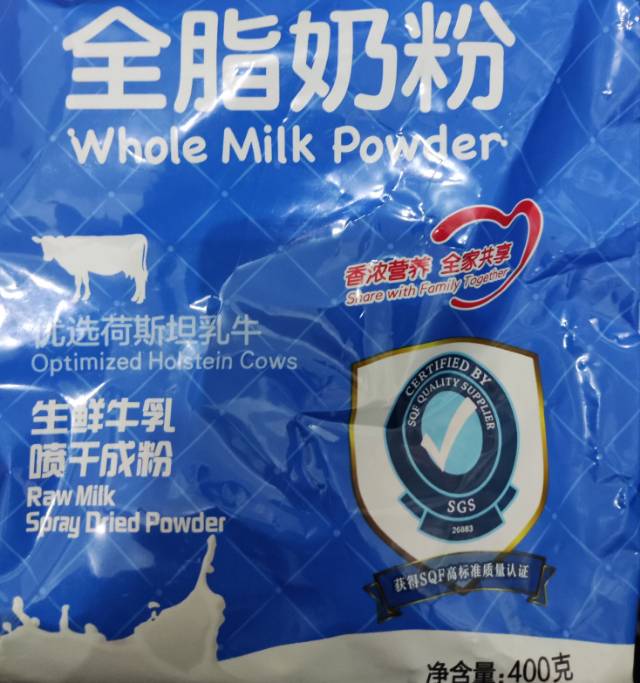 全脂奶粉
Whole Milk Powder
香浓营养 全家共享
Share with Family Together
优选荷斯坦乳牛
Optimized Holstein Cows
生鲜牛乳
喷干成粉
Raw Milk
Spray Dried Powder
CERTIFIED BY
SQF QUALITY SUPPLIER
SGS
26883
获得SQF高标准质量认证
净含量:400克